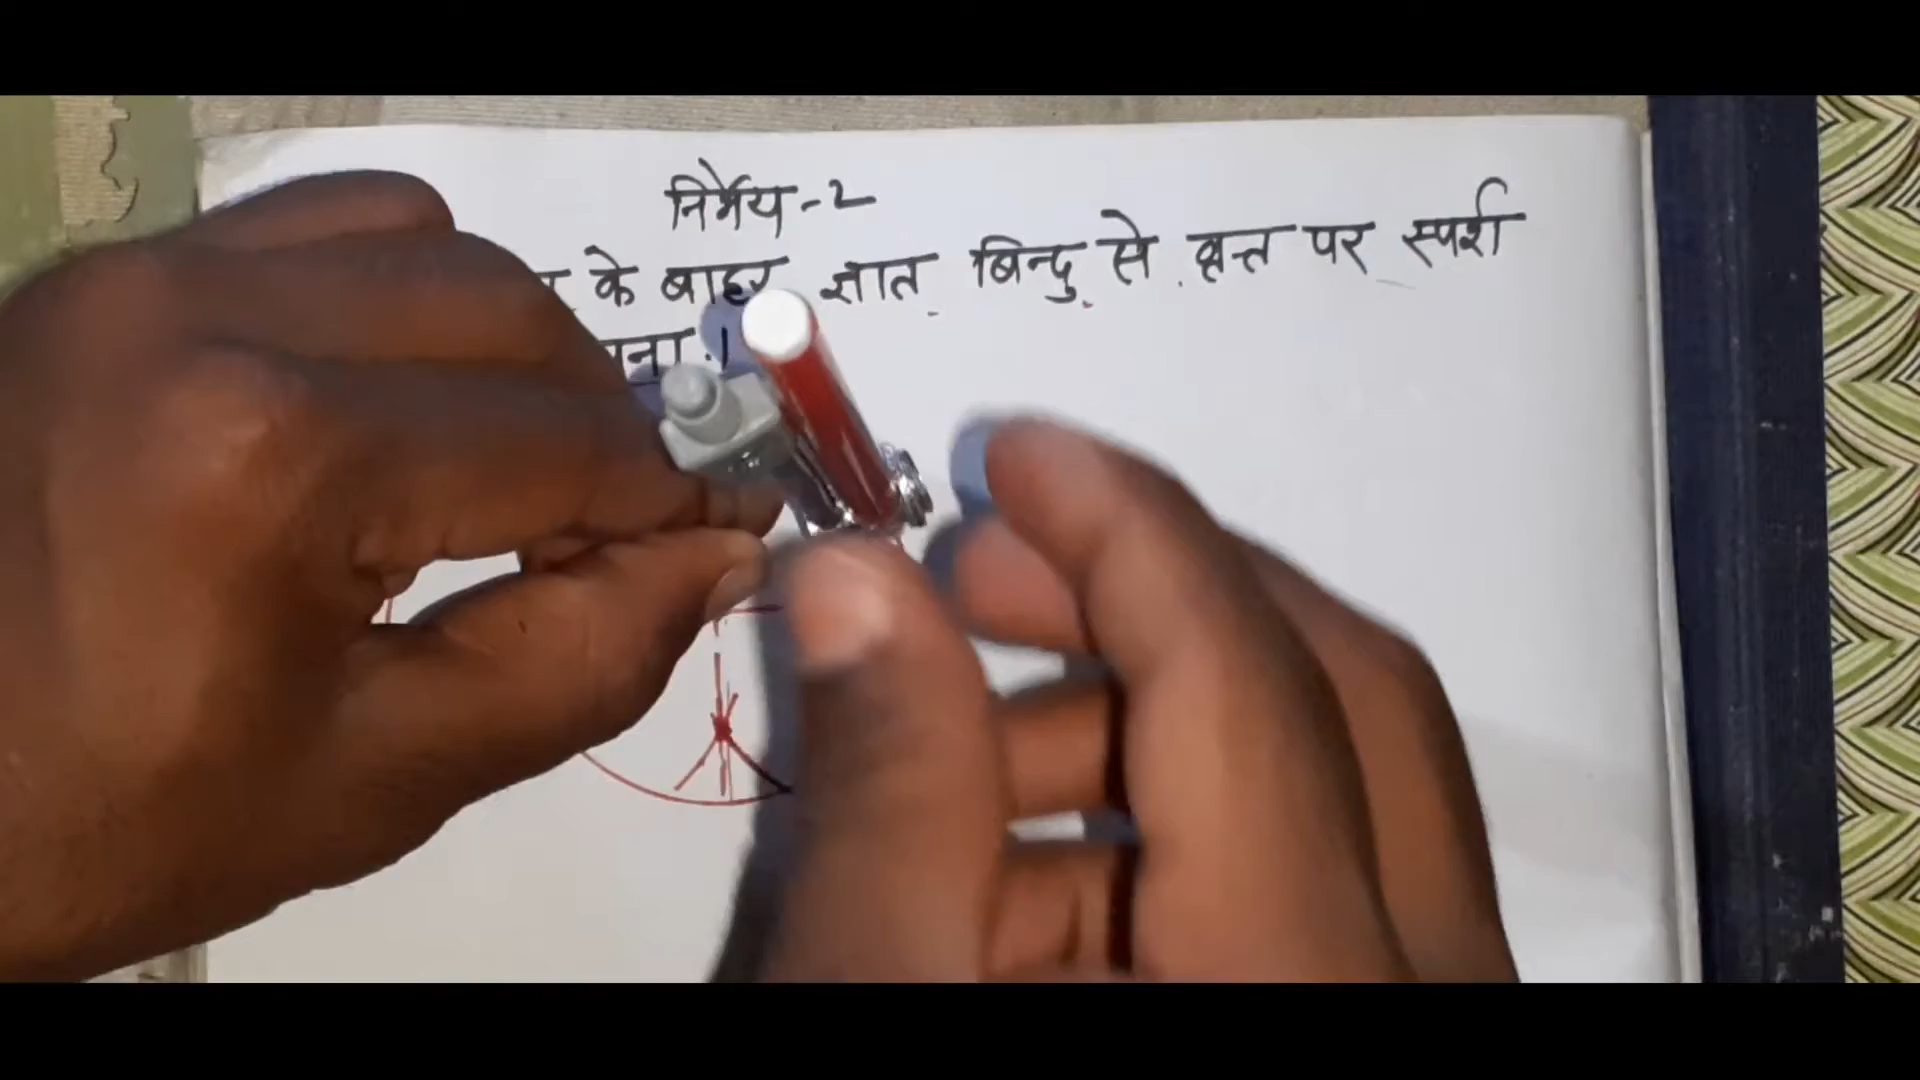 निर्मेय-2
के बाहर ज्ञात बिन्दु से वृत्त पर स्पर्श